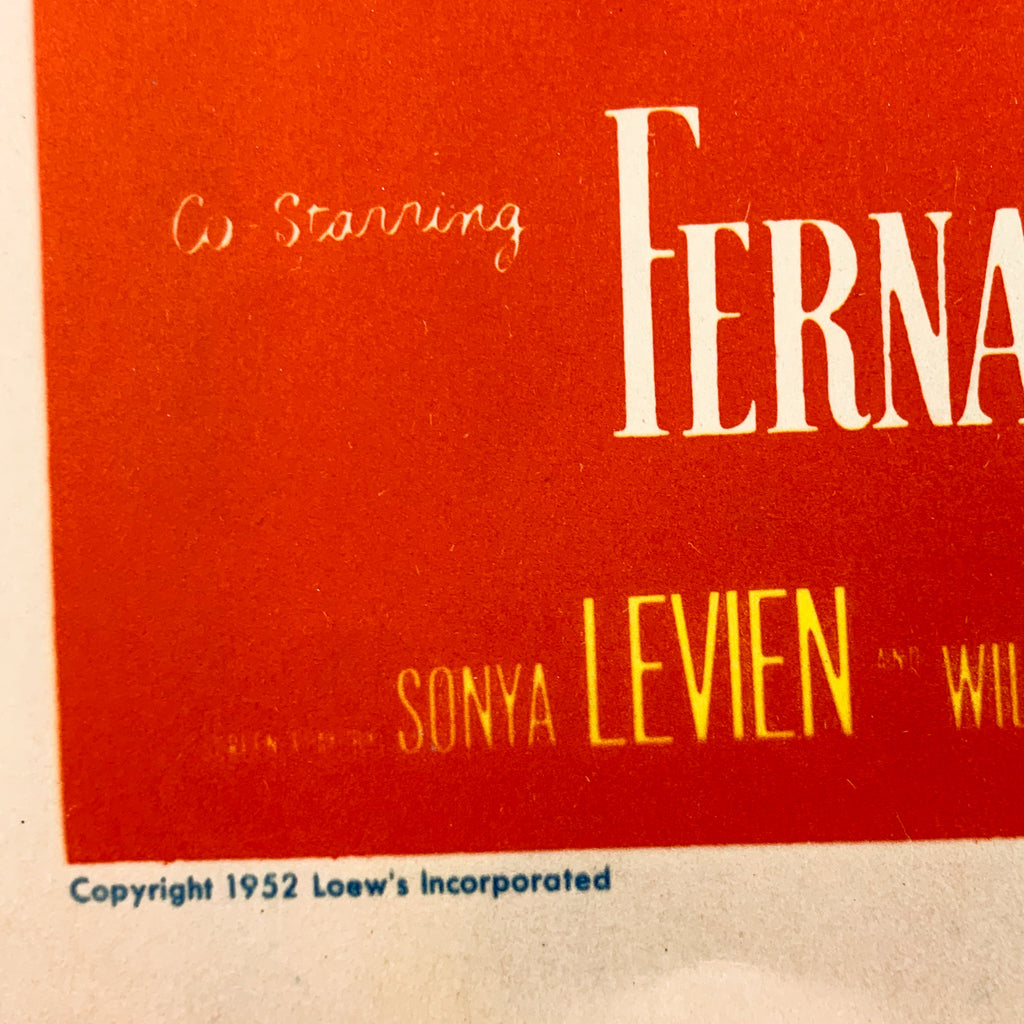 Co-Starring FERNA
SONYA LEVIEN AND WIL
Copyright 1952 Loew's Incorporated